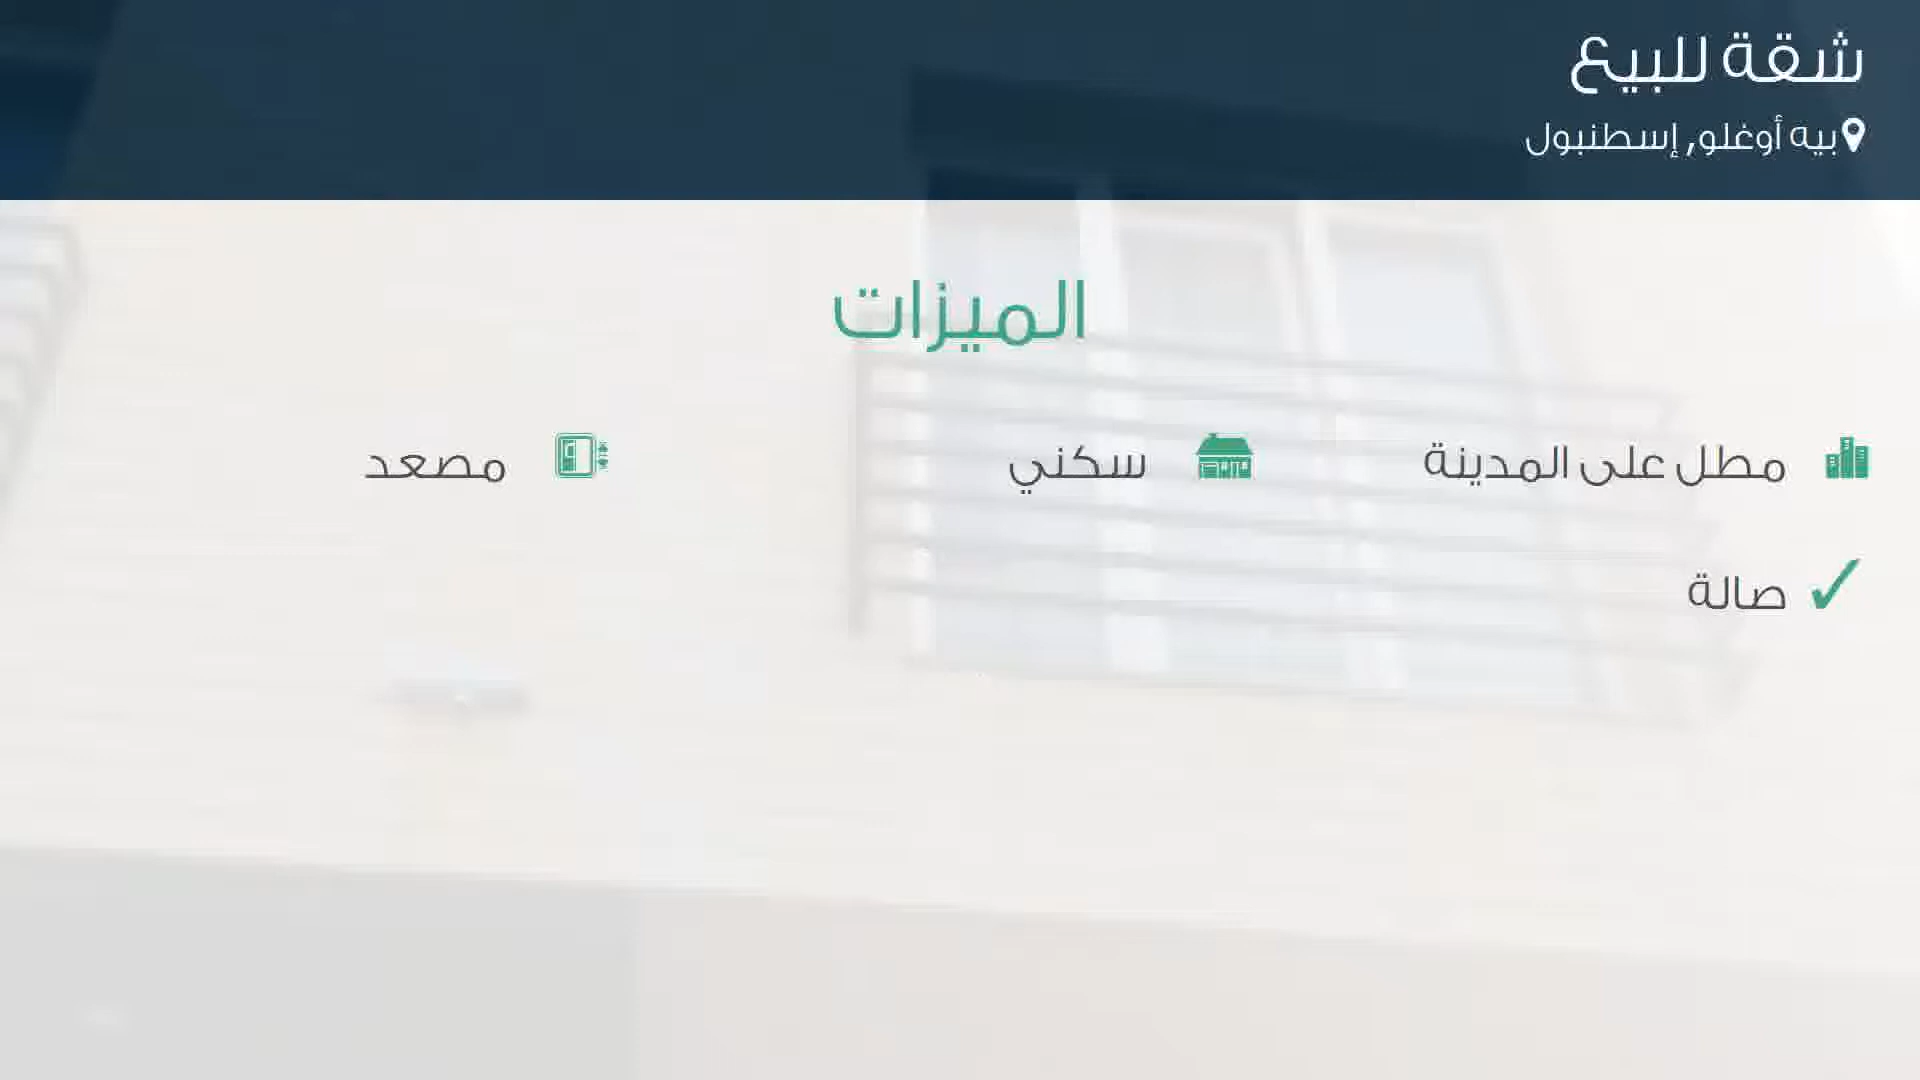 شقة للبيع
بيه أوغلو, إسطنبول
الميزات
مطل على المدينة
سكني
مصعد
صالة